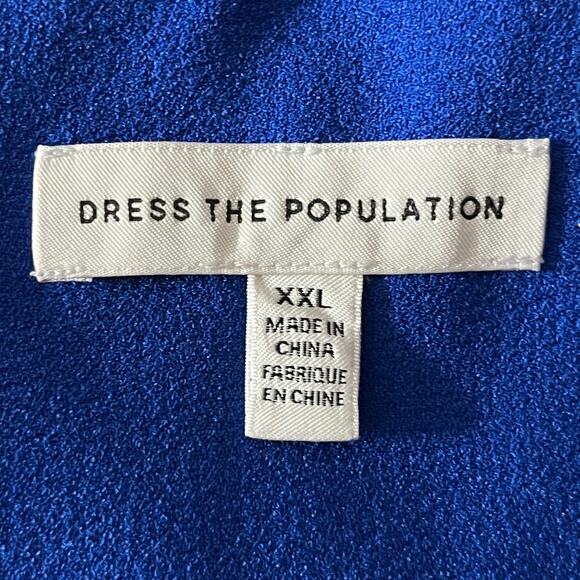 DRESS THE POPULATION
XXL
MADE IN
CHINA
FABRIQUE
EN CHINE